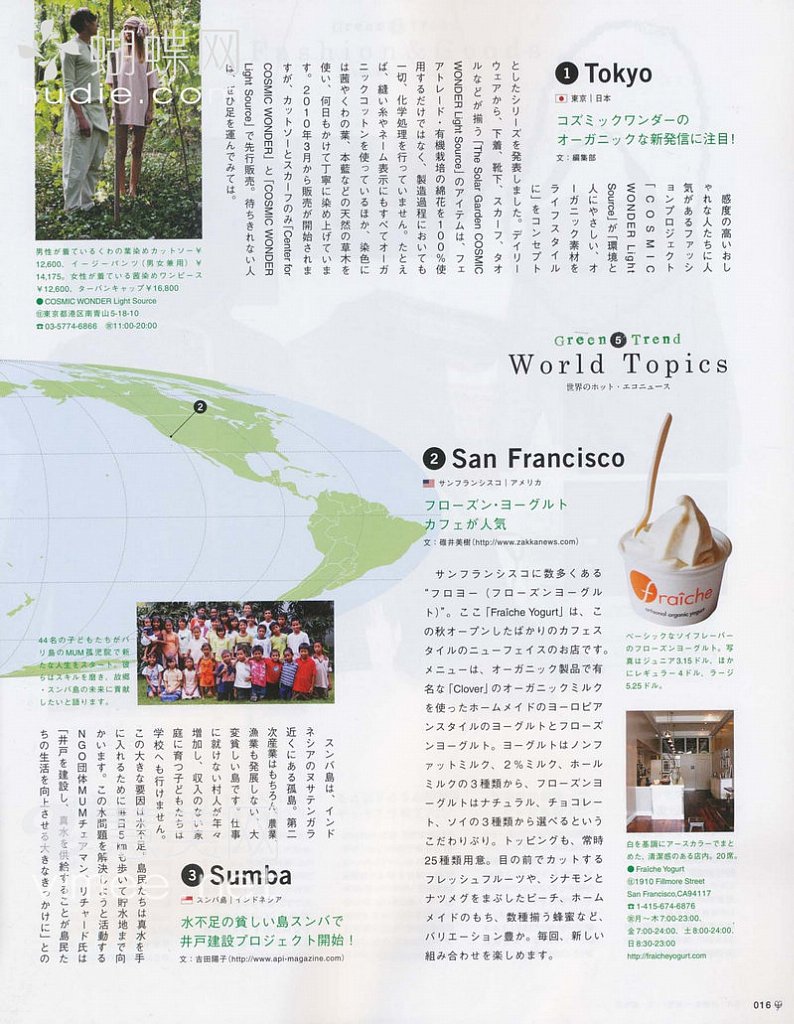 蝴蝶网
hudie.com
1 Tokyo
東京|日本
コズミックワンダーの
オーガニックな新発信に注目!
文:編集部
感度の高いおし
ゃれな人たちに人
気があるファッシ
ョンプロジェクト
「COSMIC
WONDER Light
Source」が「環境と
人にやさしい、オ
ーガニック素材を
ライフスタイル
に」をコンセプト
としたシリーズを発表しました。デイリー
ウェアから、下着、靴下、スカーフ、タオ
ルなどが揃う「The Solar Garden COSMIC
WONDER Light Source」のアイテムは、フェ
アトレード・有機栽培の綿花を100%使
用するだけではなく、製造過程においても
一切、化学処理を行っていません。たとえ
ば、縫い糸やネーム表示にもすべてオーガ
ニックコットンを使っているほか、染色に
は茜やくわの葉、本藍などの天然の草木を
使い、何日もかけて丁寧に染め上げていま
す。2010年3月から販売が開始されま
すが、カットソーとスカーフのみ「Center for
COSMIC WONDER」と「COSMIC WONDER
Light Source」で先行販売。待ちきれない人
は、ぜひ足を運んでみては。
男性が着ているくわの葉染めカットソー¥
12,600、イージーパンツ(男女兼用)¥
14,175。女性が着ている茜染めワンピース
¥12,600、ターバンキャップ¥16,800
●COSMIC WONDER Light Source
㊟東京都港区南青山5-18-10
☎03-5774-6866 ㊡11:00-20:00
Green 5 Trend
World Topics
世界のホット・エコニュース
2
2 San Francisco
サンフランシスコ|アメリカ
フローズン・ヨーグルト
カフェが人気
文:碓井美樹(http://www.zakkanews.com)
サンフランシスコに数多くある
"フロヨー(フローズンヨーグル
ト)"。ここ「Fraîche Yogurt」は、こ
の秋オープンしたばかりのカフェス
タイルのニューフェイスのお店です。
メニューは、オーガニック製品で有
名な「Clover」のオーガニックミルク
を使ったホームメイドのヨーロピア
ンスタイルのヨーグルトとフローズ
ンヨーグルト。ヨーグルトはノンフ
ァットミルク、2%ミルク、ホール
ミルクの3種類から、フローズンヨ
ーグルトはナチュラル、チョコレー
ト、ソイの3種類から選べるという
こだわりぶり。トッピングも、常時
25種類用意。目の前でカットする
フレッシュフルーツや、シナモンと
ナツメグをまぶしたピーチ、ホーム
メイドのもち、数種揃う蜂蜜など、
バリエーション豊か。毎回、新しい
組み合わせを楽しめます。
fraîche
artisanal organic yogurt
ベーシックなソイフレーバー
のフローズンヨーグルト。写
真はジュニア3.15ドル、ほか
にレギュラー4ドル、ラージ
5.25ドル。
白を基調にアースカラーでまと
めた、清潔感のある店内。20席。
●Fraîche Yogurt
1910 Fillmore Street
San Francisco,CA94117
☎1-415-674-6876
月〜木7:00-23:00、
金7:00-24:00、土8:00-24:00、
日8:30-23:00
http://fraicheyogurt.com
44名の子どもたちがバ
リ島のMUM孤児院で新
たな人生をスタート。彼
らはスキルを磨き、故郷
・スンバ島の未来に貢献
したいと語ります。
3 Sumba
スンバ島|インドネシア
水不足の貧しい島スンバで
井戸建設プロジェクト開始!
文:吉田陽子(http://www.api-magazine.com)
スンバ島は、インド
ネシアのヌサテンガラ
近くにある孤島。第二
次産業はもちろん、農業
漁業も発展しない、大
変貧しい島です。仕事
に就けない村人が年々
増加し、収入のない家
庭に育つ子どもたちは
学校へも行けません。
この大きな要因は水不足。島民たちは真水を手
に入れるために毎日5kmも歩いて貯水地まで向
かいます。この水問題を解決しようと活動する
NGO団体MUMチェアマン、リチャード氏は
「井戸を建設し、真水を供給することが島民た
ちの生活を向上させる大きなきっかけに」との
016